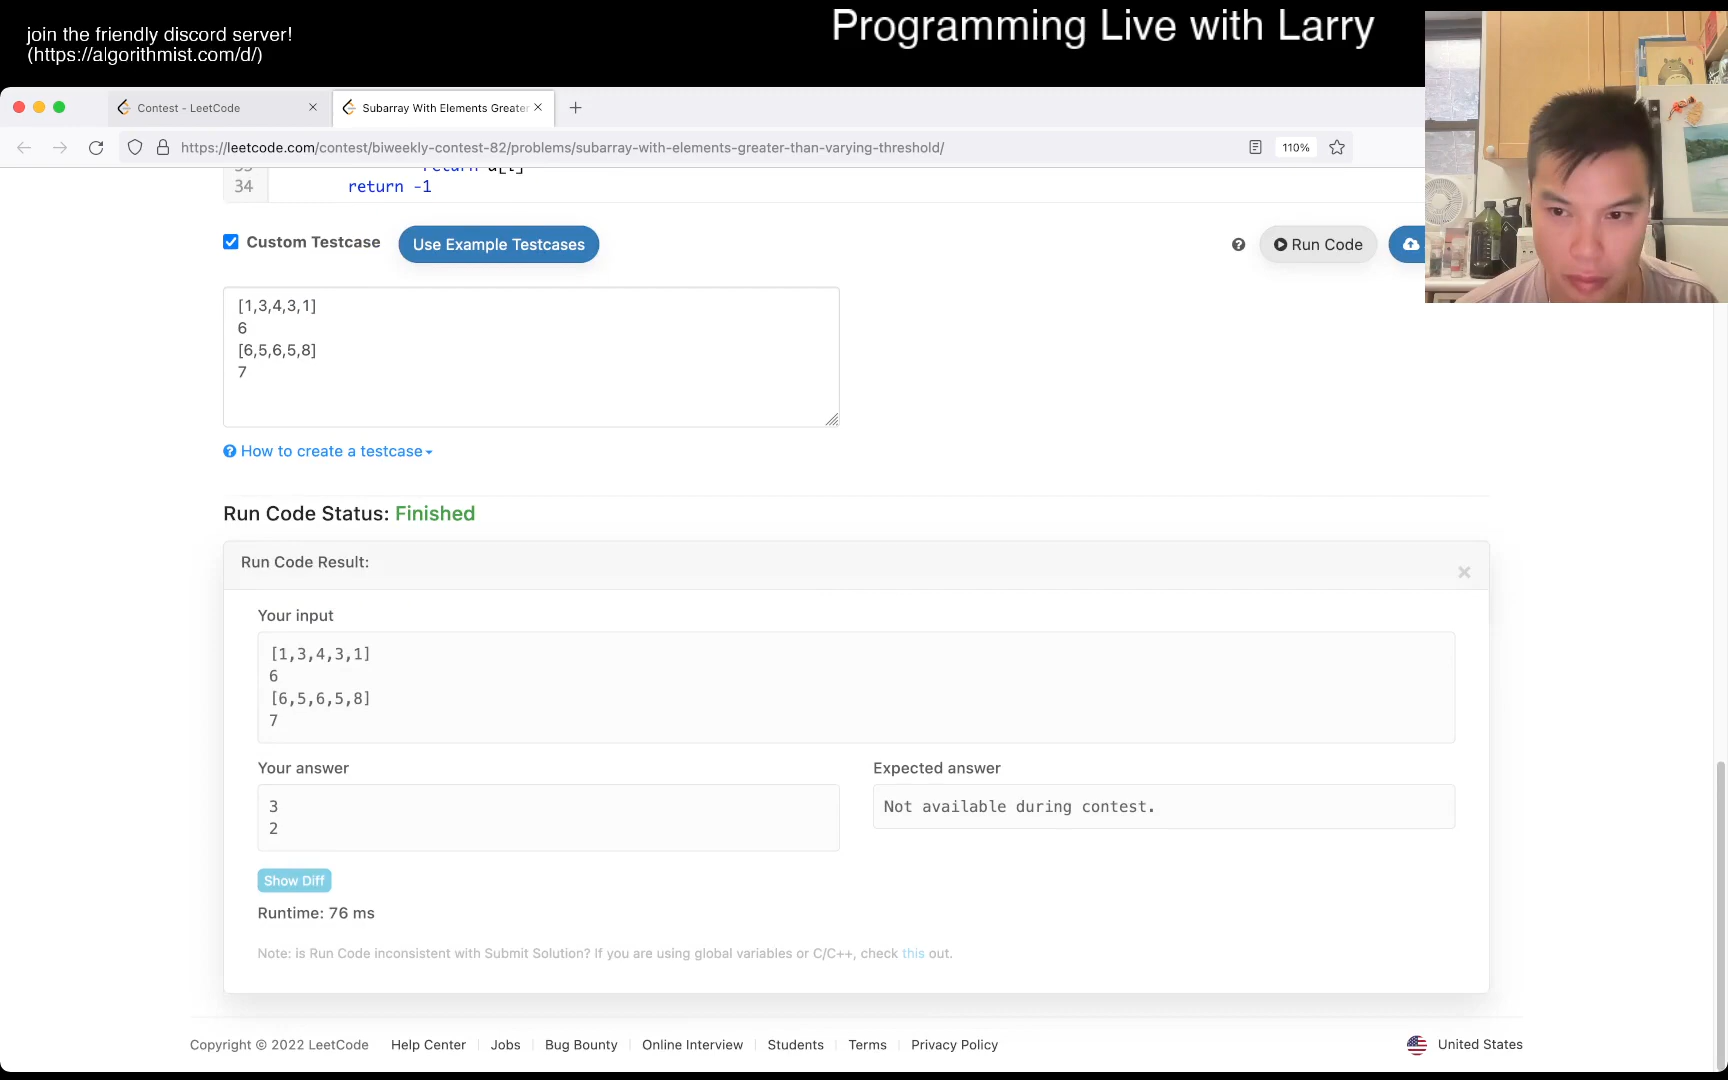 join the friendly discord server!
(https://algorithmist.com/d/)
Programming Live with Larry
Contest - LeetCode
Subarray With Elements Greater
https://leetcode.com/contest/biweekly-contest-82/problems/subarray-with-elements-greater-than-varying-threshold/
110%
34 return -1
Custom Testcase
Use Example Testcases
Run Code
[1,3,4,3,1]
6
[6,5,6,5,8]
7
How to create a testcase
Run Code Status: Finished
Run Code Result:
Your input
[1,3,4,3,1]
6
[6,5,6,5,8]
7
Your answer
Expected answer
3
2
Not available during contest.
Show Diff
Runtime: 76 ms
Note: is Run Code inconsistent with Submit Solution? If you are using global variables or C/C++, check this out.
Copyright © 2022 LeetCode
Help Center
Jobs
Bug Bounty
Online Interview
Students
Terms
Privacy Policy
United States